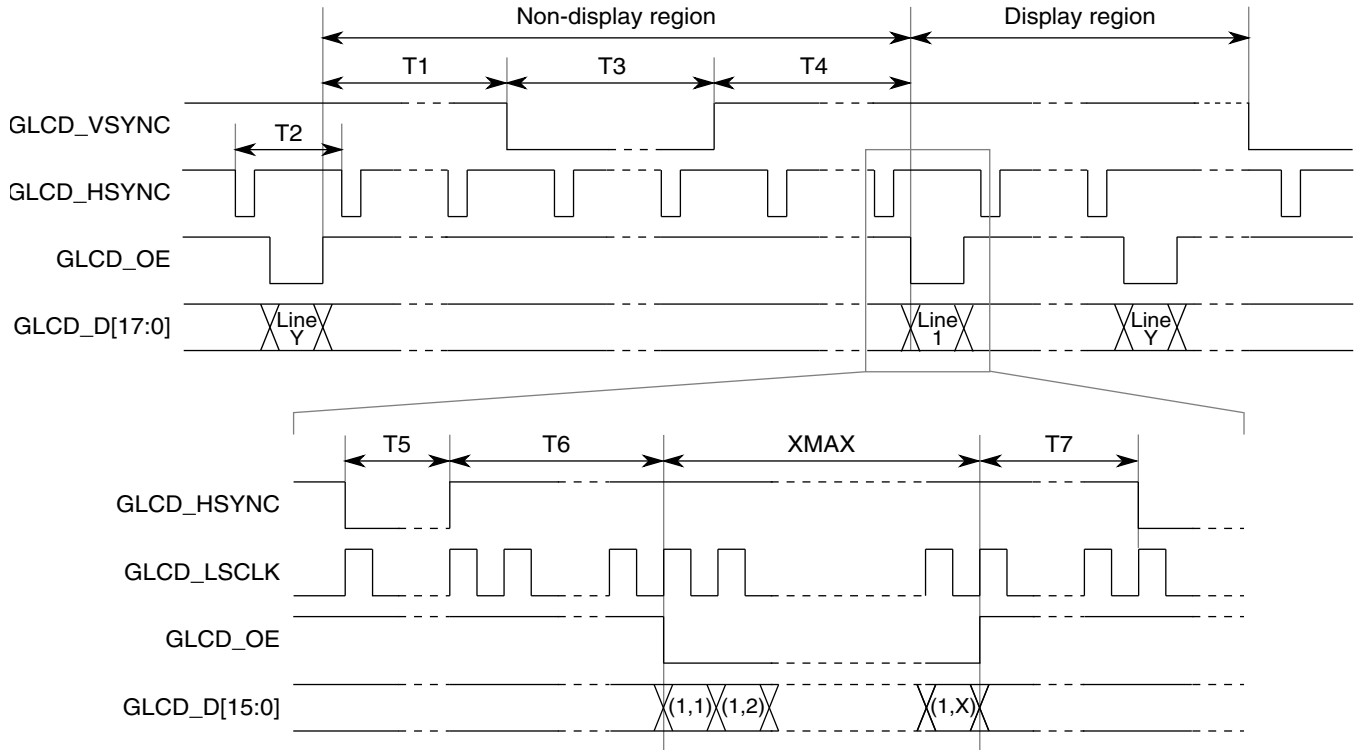 Non-display region
Display region
T1
T3
T4
GLCD_VSYNC
T2
GLCD_HSYNC
GLCD_OE
GLCD_D[17:0]
Line Y
Line 1
Line Y
T5
T6
XMAX
T7
GLCD_HSYNC
GLCD_LSCLK
GLCD_OE
GLCD_D[15:0]
(1,1)
(1,2)
(1,X)